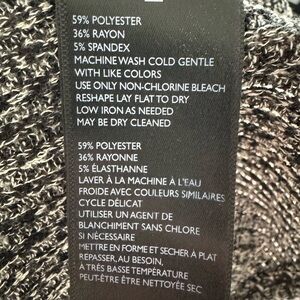 59% POLYESTER
36% RAYON
5% SPANDEX
MACHINE WASH COLD GENTLE
WITH LIKE COLORS
USE ONLY NON-CHLORINE BLEACH
RESHAPE LAY FLAT TO DRY
LOW IRON AS NEEDED
MAY BE DRY CLEANED
59% POLYESTER
36% RAYONNE
5% ÉLASTHANNE
LAVER À LA MACHINE À L'EAU
FROIDE AVEC COULEURS SIMILAIRES
CYCLE DÉLICAT
UTILISER UN AGENT DE
BLANCHIMENT SANS CHLORE
SI NÉCESSAIRE
METTRE EN FORME ET SECHER À PLAT
REPASSER, AU BESOIN,
À TRÈS BASSE TEMPÉRATURE
PEUT-ÊTRE ÊTRE NETTOYÉE SEC